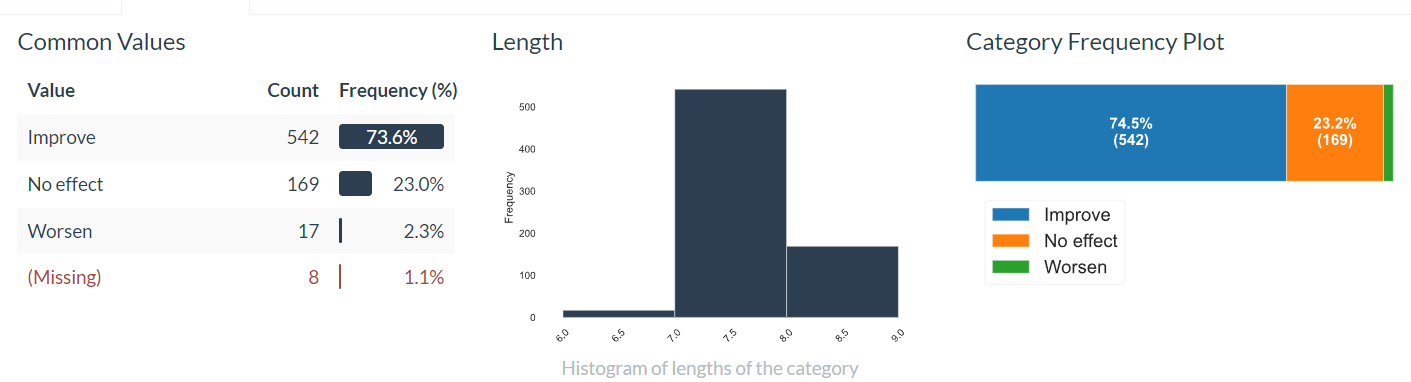 Common Values
Value Count Frequency (%)
Improve 542 73.6%
No effect 169 23.0%
Worsen 17 2.3%
(Missing) 8 1.1%
Length
Frequency
500
400
300
200
100
0
6.0 6.5 7.0 7.5 8.0 8.5 9.0
Histogram of lengths of the category
Category Frequency Plot
74.5% 23.2%
(542) (169)
Improve
No effect
Worsen